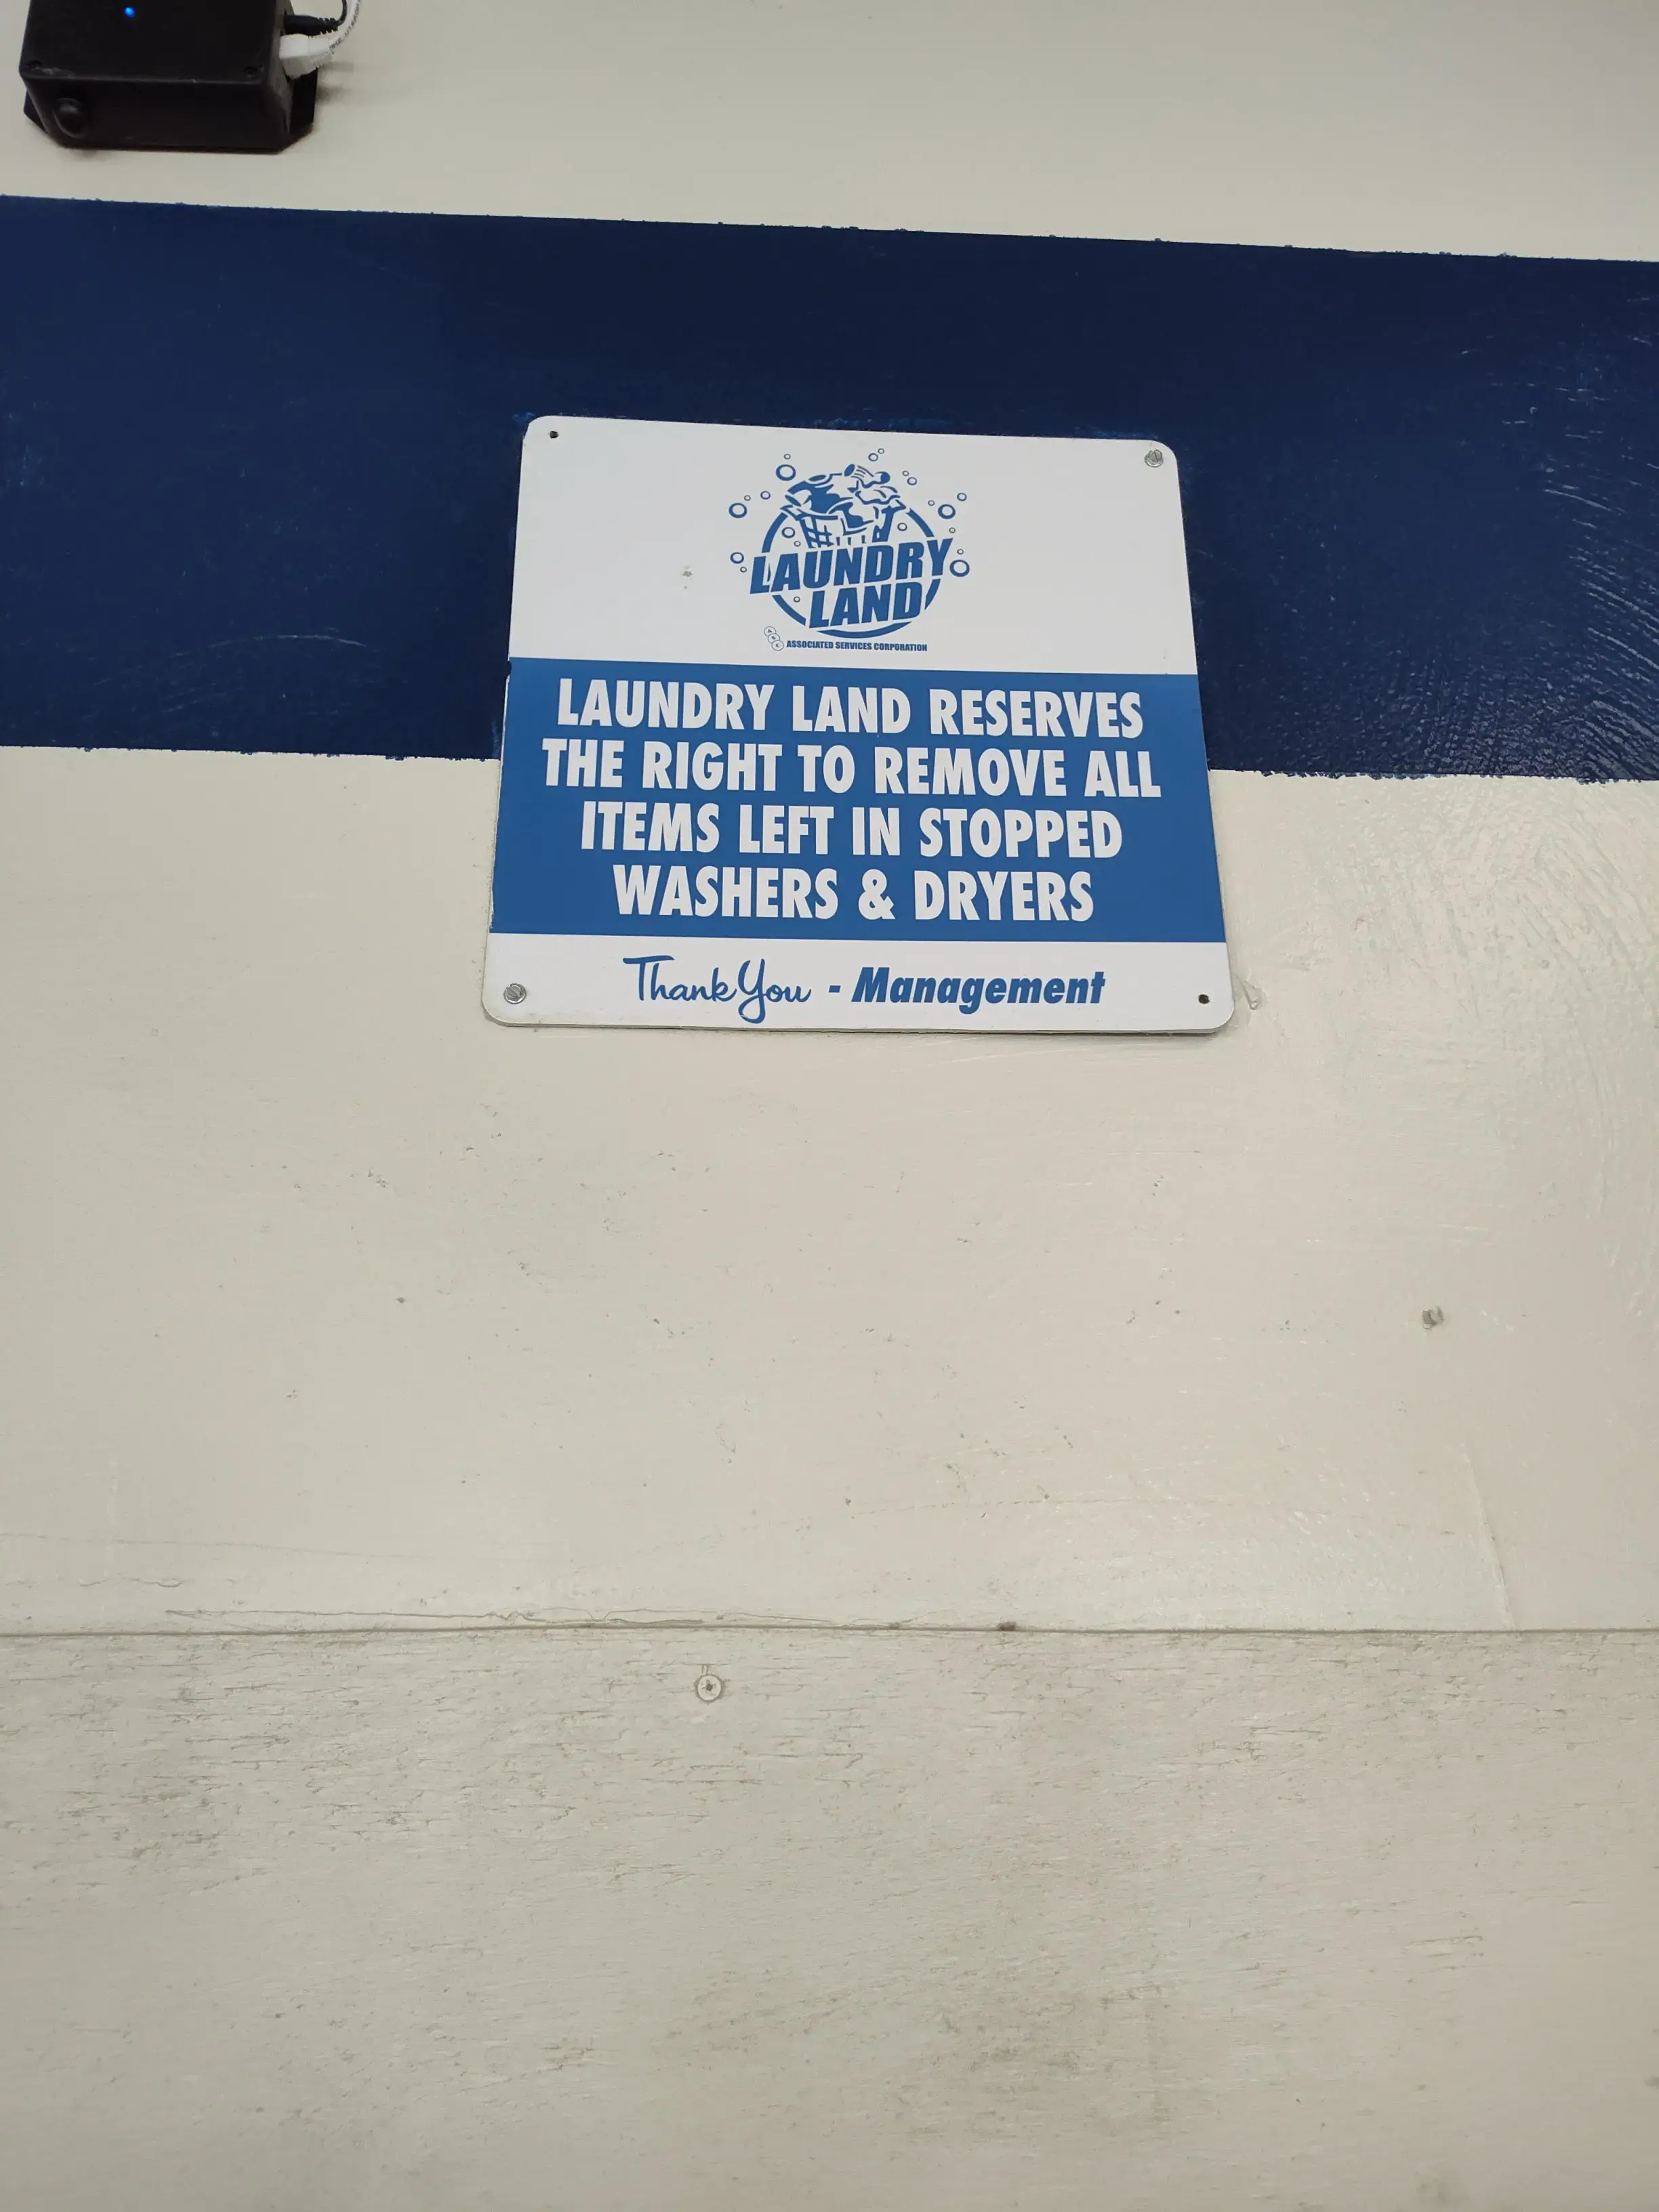 LAUNDRY
LAND
ASSOCIATED SERVICES CORPORATION
LAUNDRY LAND RESERVES
THE RIGHT TO REMOVE ALL
ITEMS LEFT IN STOPPED
WASHERS & DRYERS
Thank You - Management